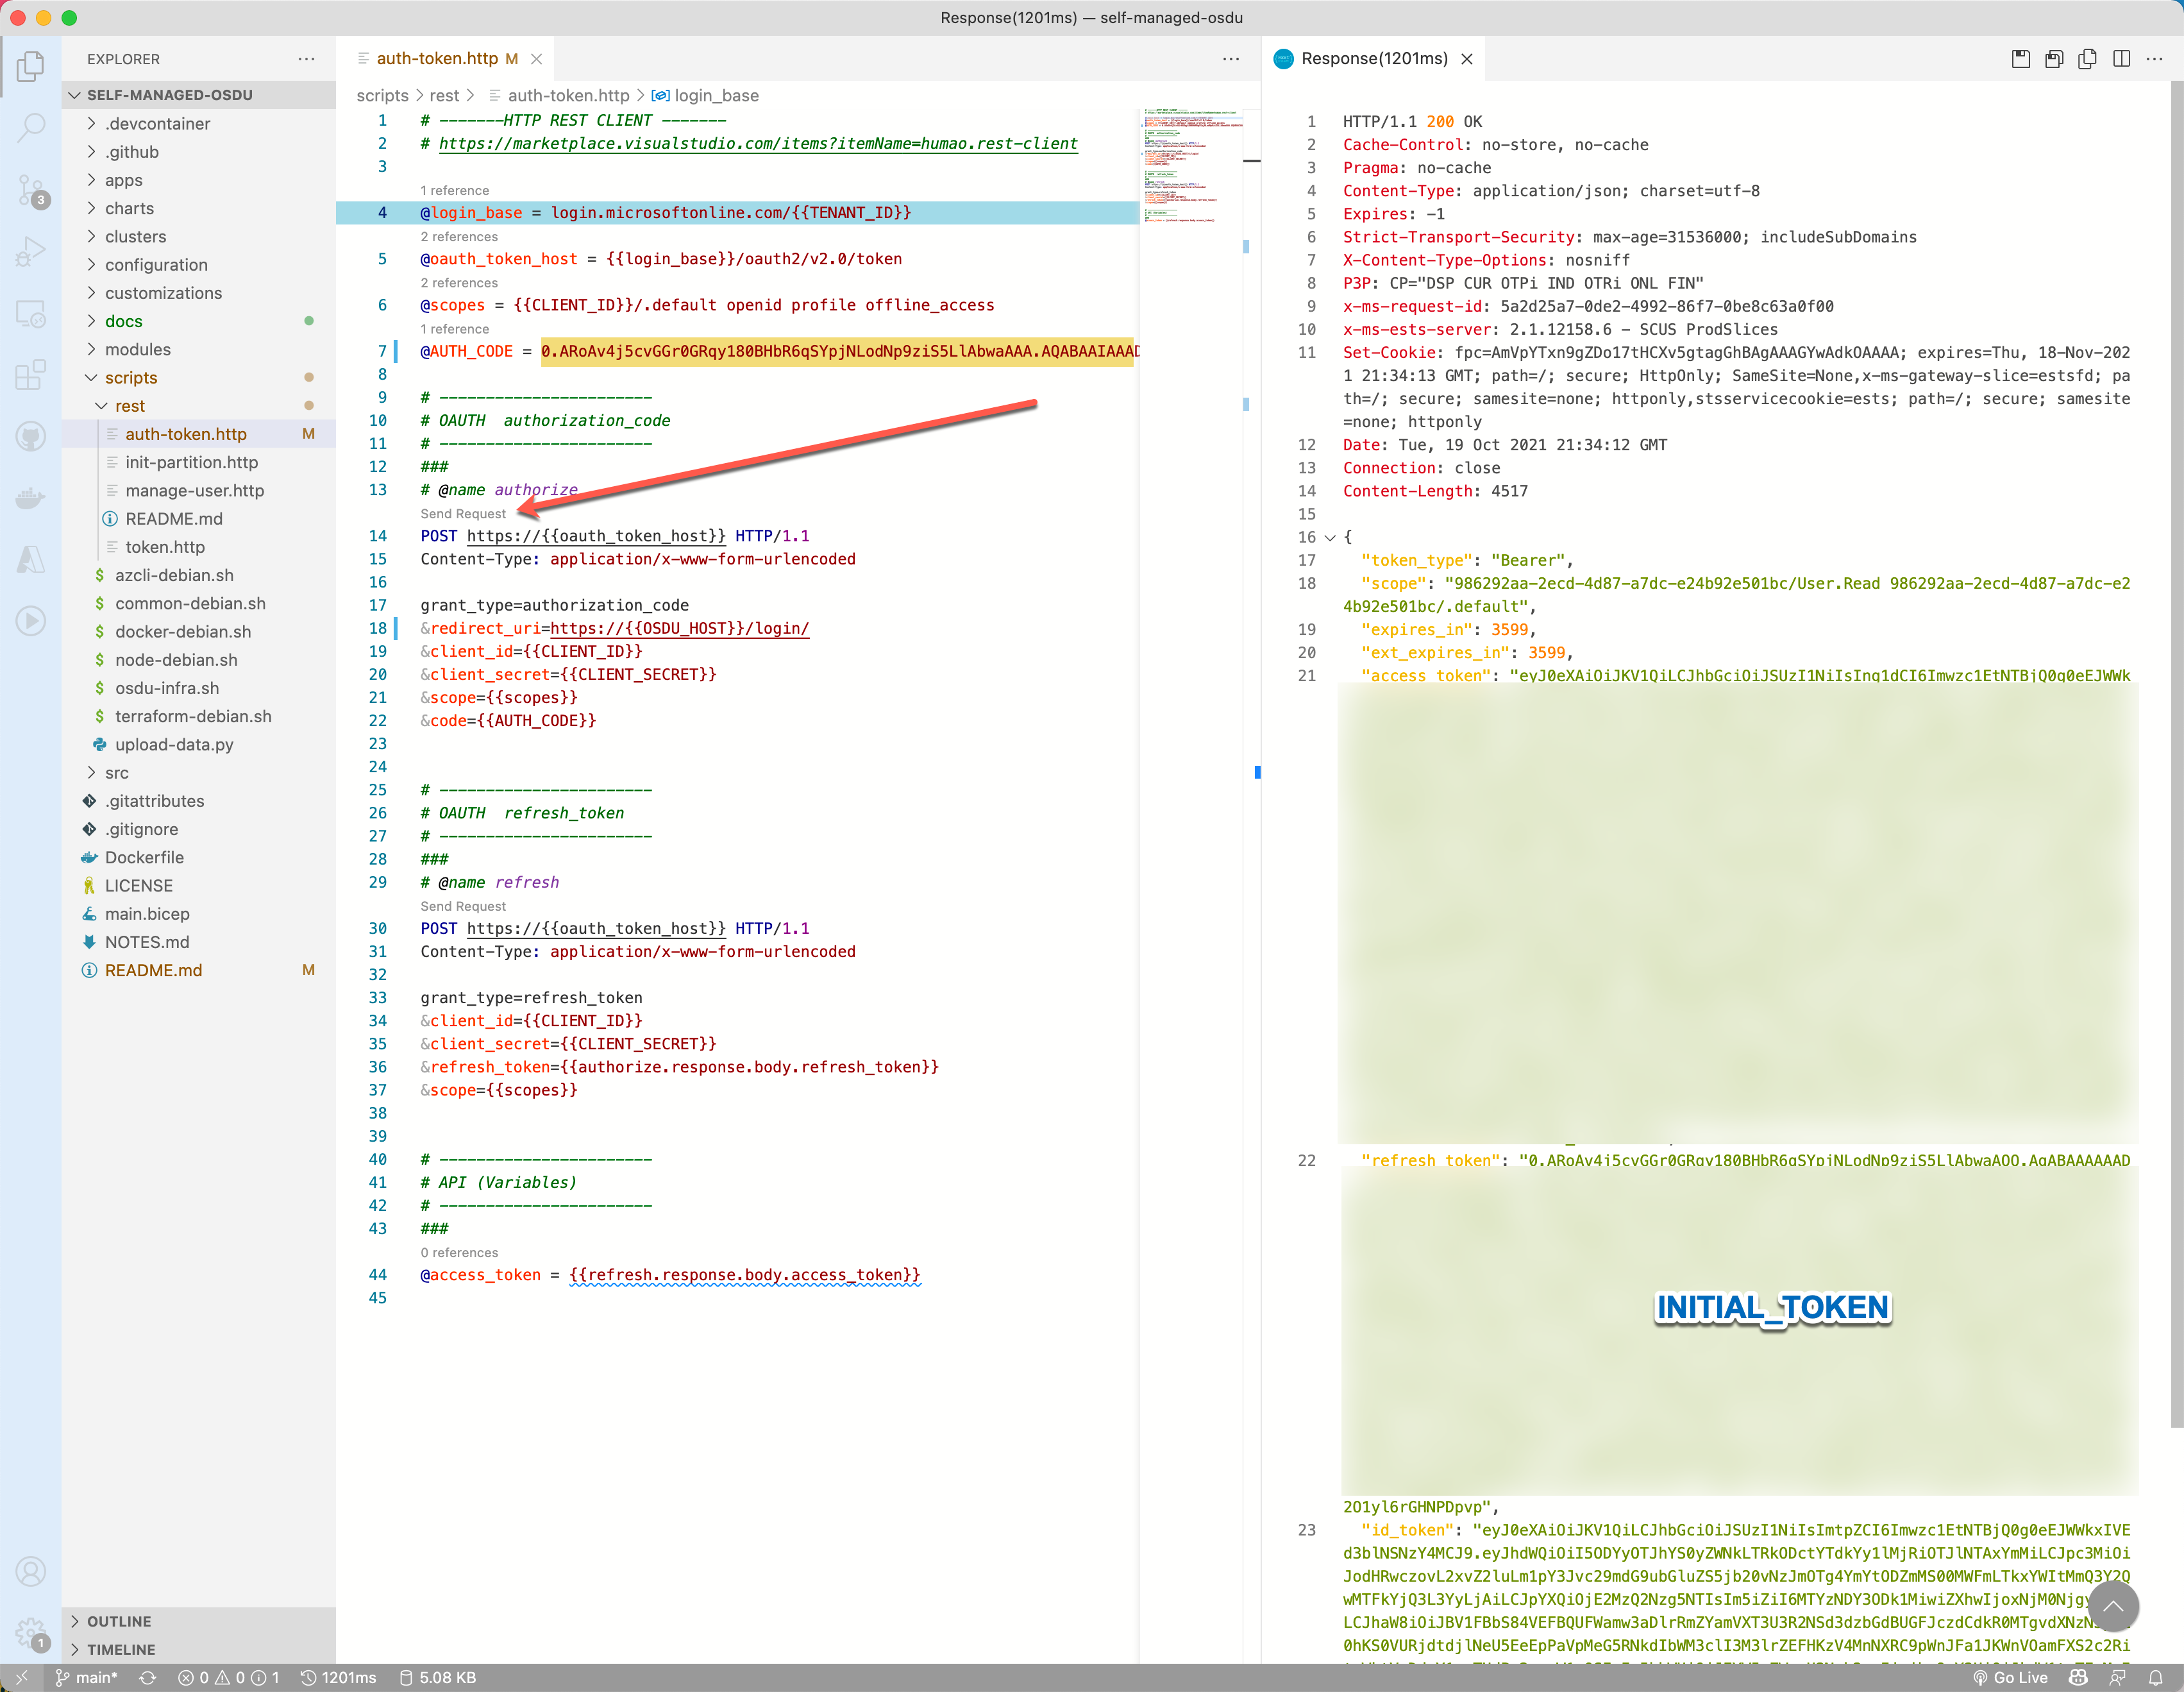 Response(1201ms) — self-managed-osdu
EXPLORER
SELF-MANAGED-OSDU
.devcontainer
.github
apps
charts
clusters
configuration
customizations
docs
modules
scripts
rest
auth-token.http M
init-partition.http
manage-user.http
README.md
token.http
$ azcli-debian.sh
$ common-debian.sh
$ docker-debian.sh
$ node-debian.sh
$ osdu-infra.sh
$ terraform-debian.sh
upload-data.py
src
.gitattributes
.gitignore
Dockerfile
LICENSE
main.bicep
NOTES.md
README.md M
OUTLINE
TIMELINE
3
1
auth-token.http M
scripts > rest > auth-token.http > login_base
1 # -------HTTP REST CLIENT -------
2 # https://marketplace.visualstudio.com/items?itemName=humao.rest-client
3
1 reference
4 @login_base = login.microsoftonline.com/{{TENANT_ID}}
2 references
5 @oauth_token_host = {{login_base}}/oauth2/v2.0/token
2 references
6 @scopes = {{CLIENT_ID}}/.default openid profile offline_access
1 reference
7 @AUTH_CODE = 0.ARoAv4j5cvGGr0GRqy180BHbR6qSYpjNLodNp9ziS5LlAbwaAAA.AQABAAIAAAD
8
9 # -----------------------
10 # OAUTH  authorization_code
11 # -----------------------
12 ###
13 # @name authorize
Send Request
14 POST https://{{oauth_token_host}} HTTP/1.1
15 Content-Type: application/x-www-form-urlencoded
16
17 grant_type=authorization_code
18 &redirect_uri=https://{{OSDU_HOST}}/login/
19 &client_id={{CLIENT_ID}}
20 &client_secret={{CLIENT_SECRET}}
21 &scope={{scopes}}
22 &code={{AUTH_CODE}}
23
24
25 # -----------------------
26 # OAUTH  refresh_token
27 # -----------------------
28 ###
29 # @name refresh
Send Request
30 POST https://{{oauth_token_host}} HTTP/1.1
31 Content-Type: application/x-www-form-urlencoded
32
33 grant_type=refresh_token
34 &client_id={{CLIENT_ID}}
35 &client_secret={{CLIENT_SECRET}}
36 &refresh_token={{authorize.response.body.refresh_token}}
37 &scope={{scopes}}
38
39
40 # -----------------------
41 # API (Variables)
42 # -----------------------
43 ###
0 references
44 @access_token = {{refresh.response.body.access_token}}
45
Response(1201ms)
1 HTTP/1.1 200 OK
2 Cache-Control: no-store, no-cache
3 Pragma: no-cache
4 Content-Type: application/json; charset=utf-8
5 Expires: -1
6 Strict-Transport-Security: max-age=31536000; includeSubDomains
7 X-Content-Type-Options: nosniff
8 P3P: CP="DSP CUR OTPi IND OTRi ONL FIN"
9 x-ms-request-id: 5a2d25a7-0de2-4992-86f7-0be8c63a0f00
10 x-ms-ests-server: 2.1.12158.6 - SCUS ProdSlices
11 Set-Cookie: fpc=AmVpYTxn9gZDo17tHCXv5gtagGhBAgAAAGYwAdkOAAAA; expires=Thu, 18-Nov-202
1 21:34:13 GMT; path=/; secure; HttpOnly; SameSite=None,x-ms-gateway-slice=estsfd; pa
th=/; secure; samesite=none; httponly,stsservicecookie=ests; path=/; secure; samesite
=none; httponly
12 Date: Tue, 19 Oct 2021 21:34:12 GMT
13 Connection: close
14 Content-Length: 4517
15
16 {
17 "token_type": "Bearer",
18 "scope": "986292aa-2ecd-4d87-a7dc-e24b92e501bc/User.Read 986292aa-2ecd-4d87-a7dc-e2
4b92e501bc/.default",
19 "expires_in": 3599,
20 "ext_expires_in": 3599,
21 "access_token":
22 "refresh_token":
INITIAL_TOKEN
2O1yl6rGHNPDpvp",
23 "id_token":
main* 0 0 1 1201ms 5.08 KB
Go Live